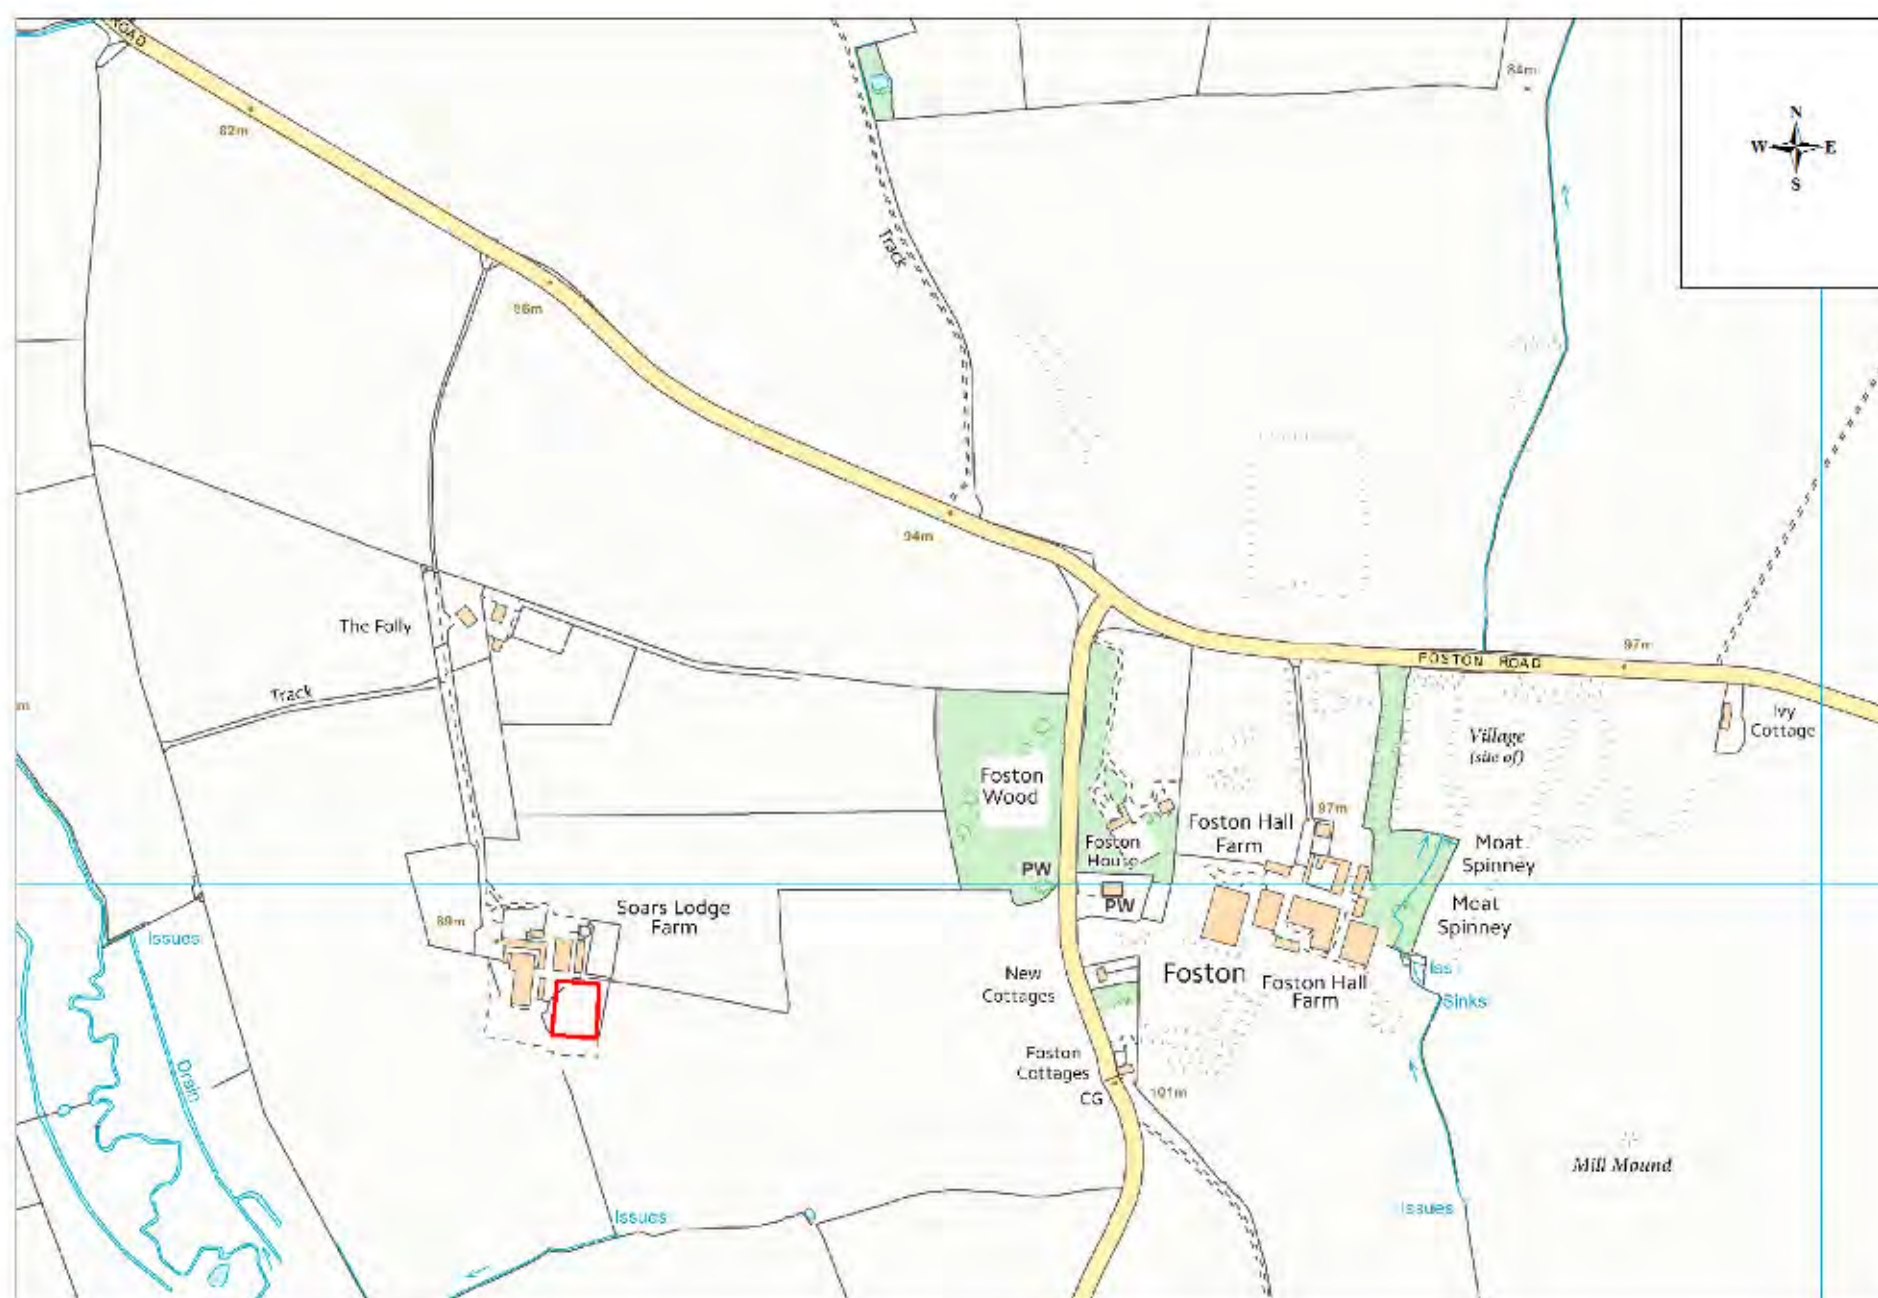 ROAD
82m
84m
N
W E
S
Track
86m
94m
The Folly
Track
FOSTON ROAD
97m
Ivy
Cottage
Village
(site of)
m
Foston
Wood
97m
Foston Hall
Farm
Foston
House
Moat
Spinney
PW
PW
Moat
Spinney
Soars Lodge
Farm
89m
Issues
New
Cottages
Foston
Foston Hall
Farm
Iss
Sinks
Foston
Cottages
CG
101m
Drain
Mill Mound
Issues
Issues